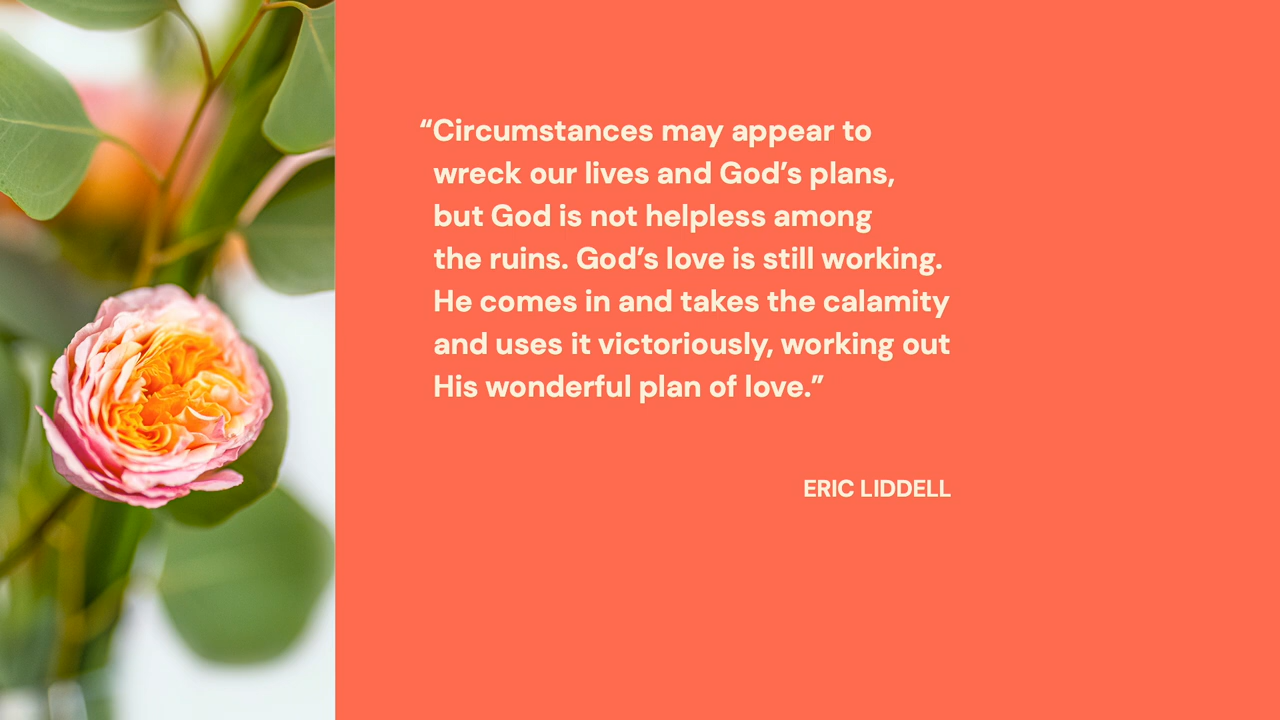 “Circumstances may appear to
wreck our lives and God’s plans,
but God is not helpless among
the ruins. God’s love is still working.
He comes in and takes the calamity
and uses it victoriously, working out
His wonderful plan of love.”
ERIC LIDDELL